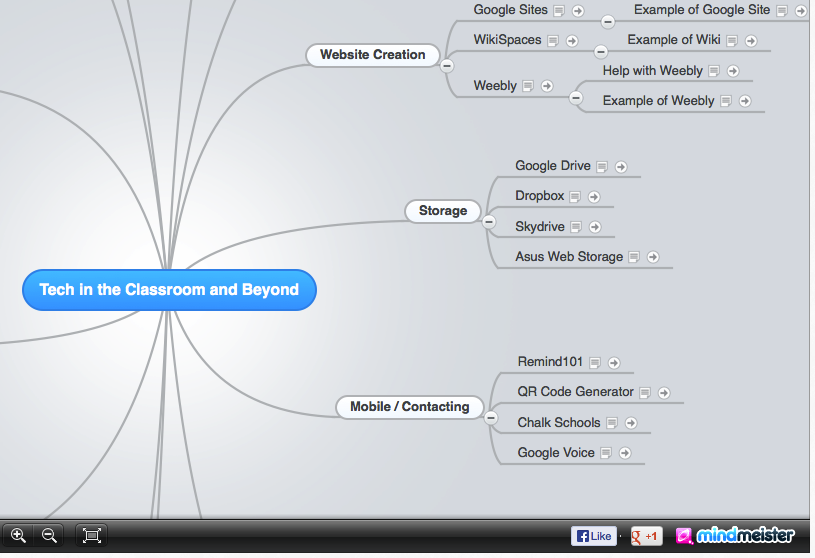 Google Sites
Example of Google Site
WikiSpaces
Example of Wiki
Website Creation
Help with Weebly
Weebly
Example of Weebly
Google Drive
Dropbox
Storage
Skydrive
Asus Web Storage
Tech in the Classroom and Beyond
Remind101
QR Code Generator
Mobile / Contacting
Chalk Schools
Google Voice
f Like
g +1
mindmeister